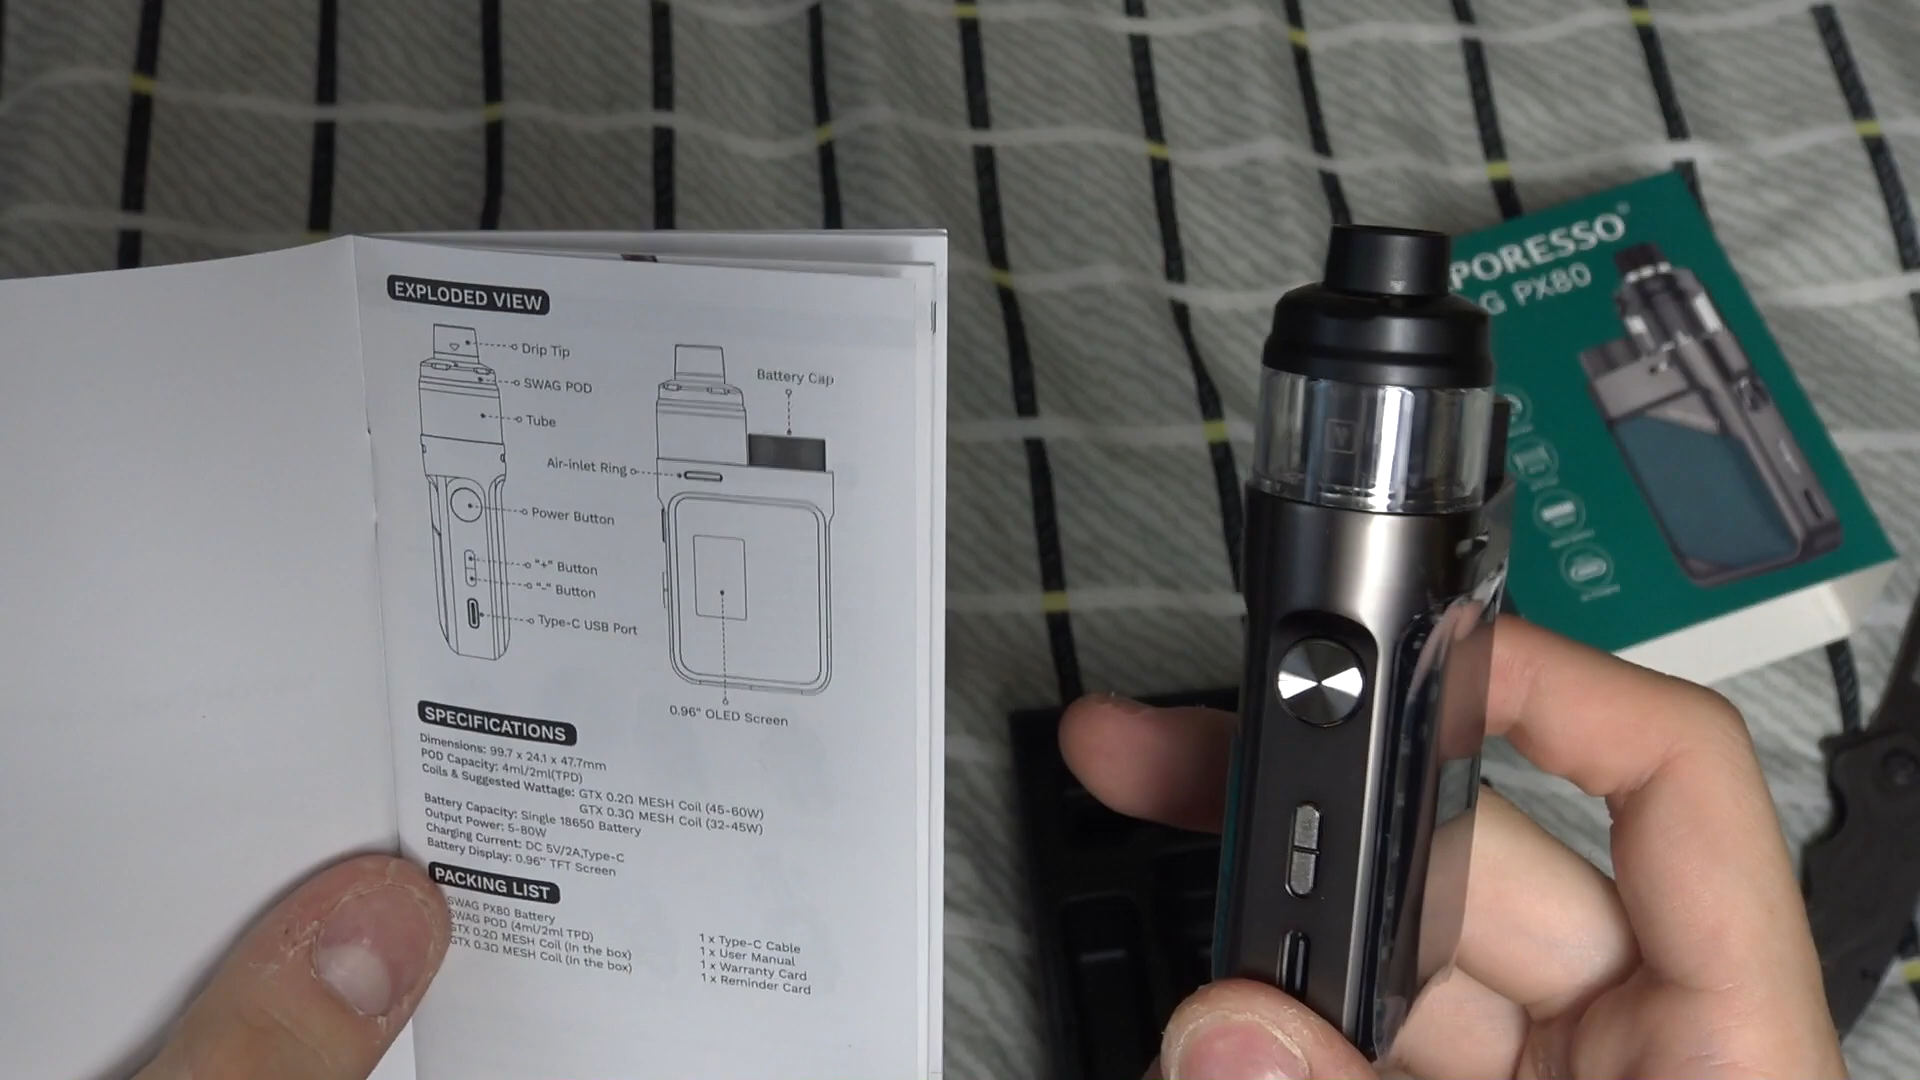 EXPLODED VIEW
Drip Tip
SWAG POD
Tube
Power Button
"+" Button
"-" Button
Type-C USB Port
Battery Cap
Air-inlet Ring
0.96" OLED Screen
SPECIFICATIONS
Dimensions: 99.7 x 24.1 x 47.7mm
POD Capacity: 4ml/2ml(TPD)
Coils & Suggested Wattage: GTX 0.2Ω MESH Coil (45-60W)
GTX 0.3Ω MESH Coil (32-45W)
Battery Capacity: Single 18650 Battery
Output Power: 5-80W
Charging Current: DC 5V/2A,Type-C
Battery Display: 0.96" TFT Screen
PACKING LIST
SWAG PX80 Battery
SWAG POD (4ml/2ml TPD)
GTX 0.2Ω MESH Coil (In the box)
GTX 0.3Ω MESH Coil (In the box)
1 x Type-C Cable
1 x User Manual
1 x Warranty Card
1 x Reminder Card
PORESSO
G PX80